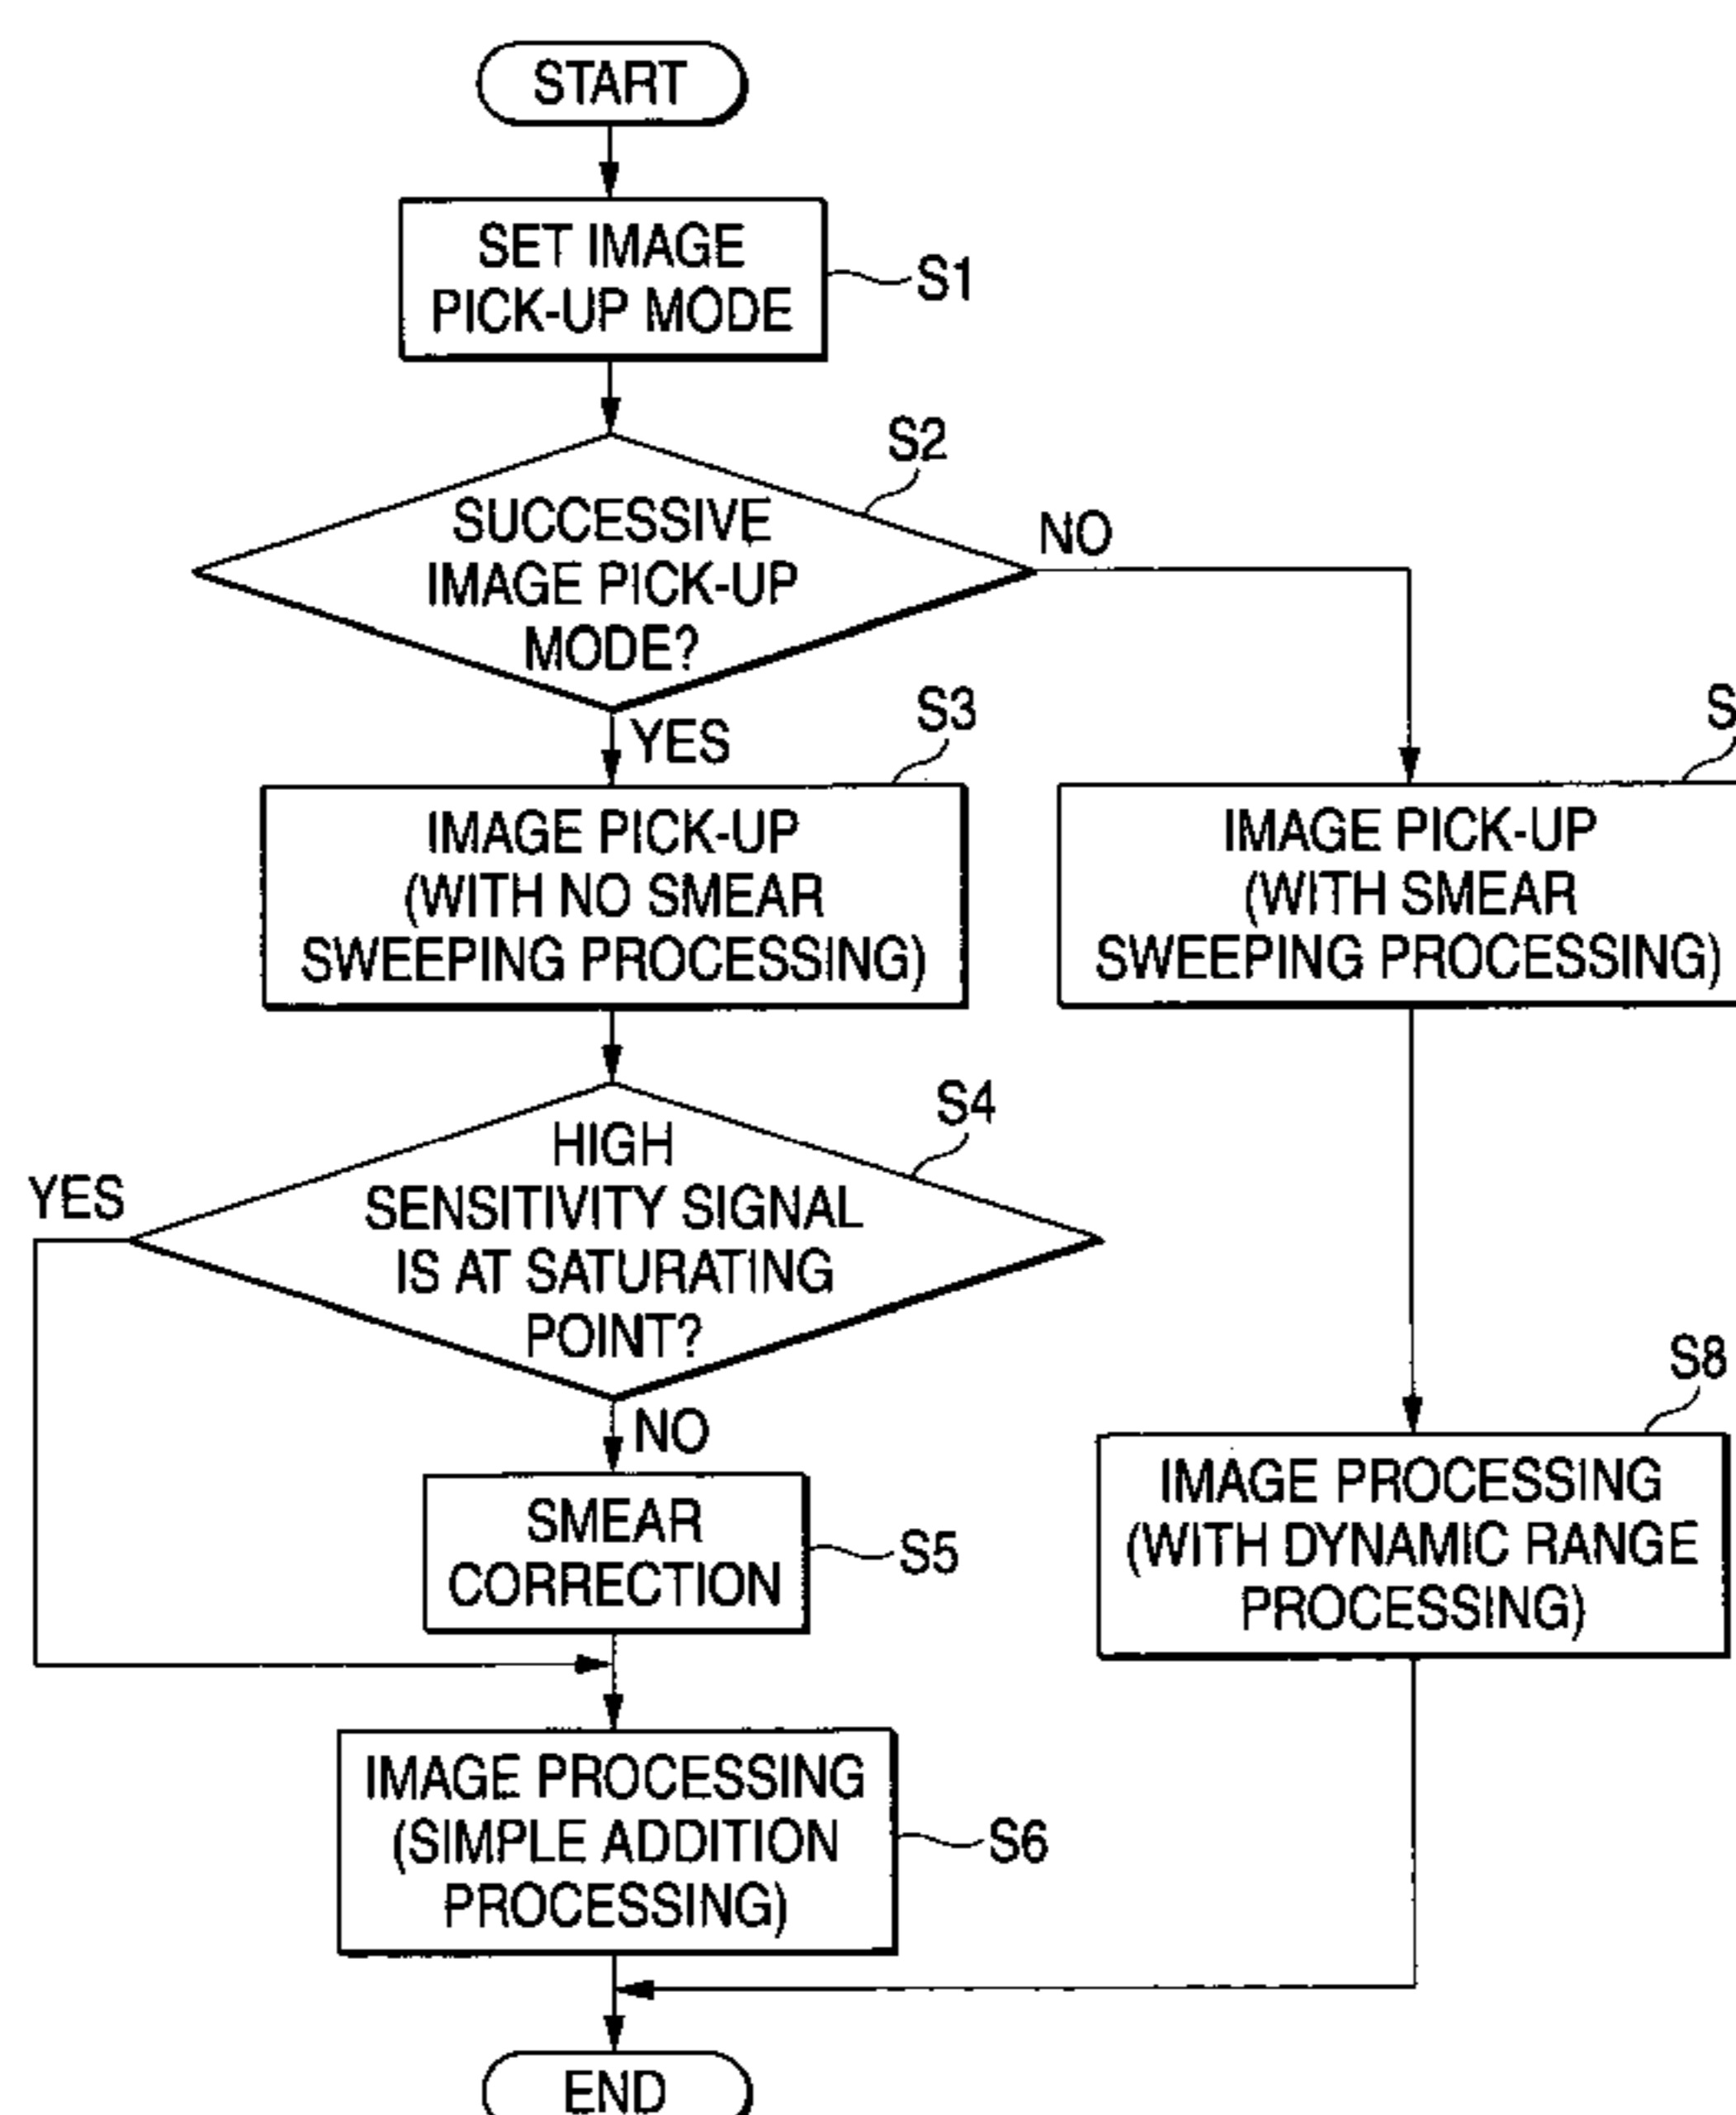 START
SET IMAGE
PICK-UP MODE
S1
S2
SUCCESSIVE
IMAGE PICK-UP
MODE?
NO
YES
S3
IMAGE PICK-UP
(WITH NO SMEAR
SWEEPING PROCESSING)
S
IMAGE PICK-UP
(WITH SMEAR
SWEEPING PROCESSING)
S4
HIGH
SENSITIVITY SIGNAL
IS AT SATURATING
POINT?
YES
NO
SMEAR
CORRECTION
S5
S8
IMAGE PROCESSING
(WITH DYNAMIC RANGE
PROCESSING)
IMAGE PROCESSING
(SIMPLE ADDITION
PROCESSING)
S6
END